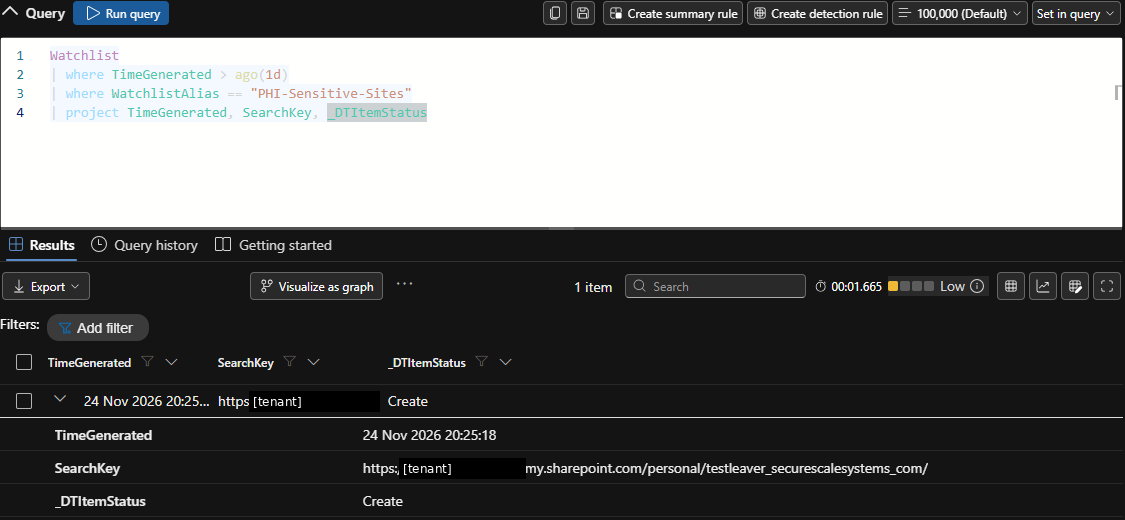 Query Run query Create summary rule Create detection rule 100,000 (Default) Set in query
1 Watchlist
2 | where TimeGenerated > ago(1d)
3 | where WatchlistAlias == "PHI-Sensitive-Sites"
4 | project TimeGenerated, SearchKey, _DTItemStatus
Results Query history Getting started
Export Visualize as graph ... 1 item Search 00:01.665 Low
Filters: Add filter
TimeGenerated SearchKey _DTItemStatus
24 Nov 2026 20:25... https [tenant] Create
TimeGenerated 24 Nov 2026 20:25:18
SearchKey https:/ [tenant] my.sharepoint.com/personal/testleaver_securescalesystems_com/
_DTItemStatus Create